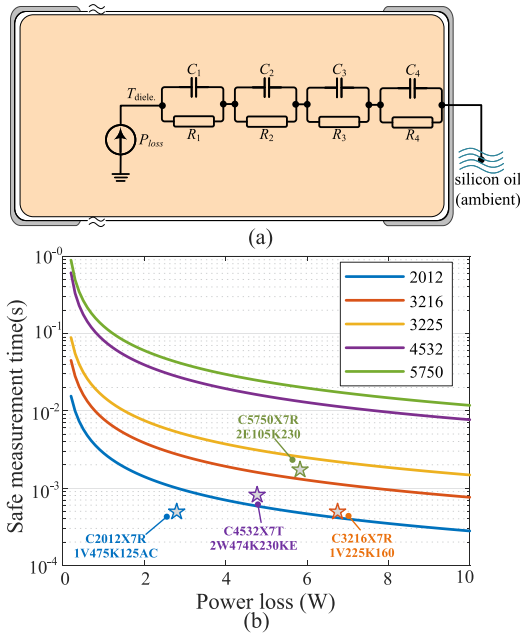 C1 C2 C3 C4
Tdiele.
R1 R2 R3 R4
Ploss
silicon oil
(ambient)
(a)
10^-0
10^-1
10^-2
10^-3
10^-4
Safe measurement time(s)
2012
3216
3225
4532
5750
C5750X7R
2E105K230
C2012X7R
1V475K125AC
C4532X7T
2W474K230KE
C3216X7R
1V225K160
0 2 4 6 8 10
Power loss (W)
(b)